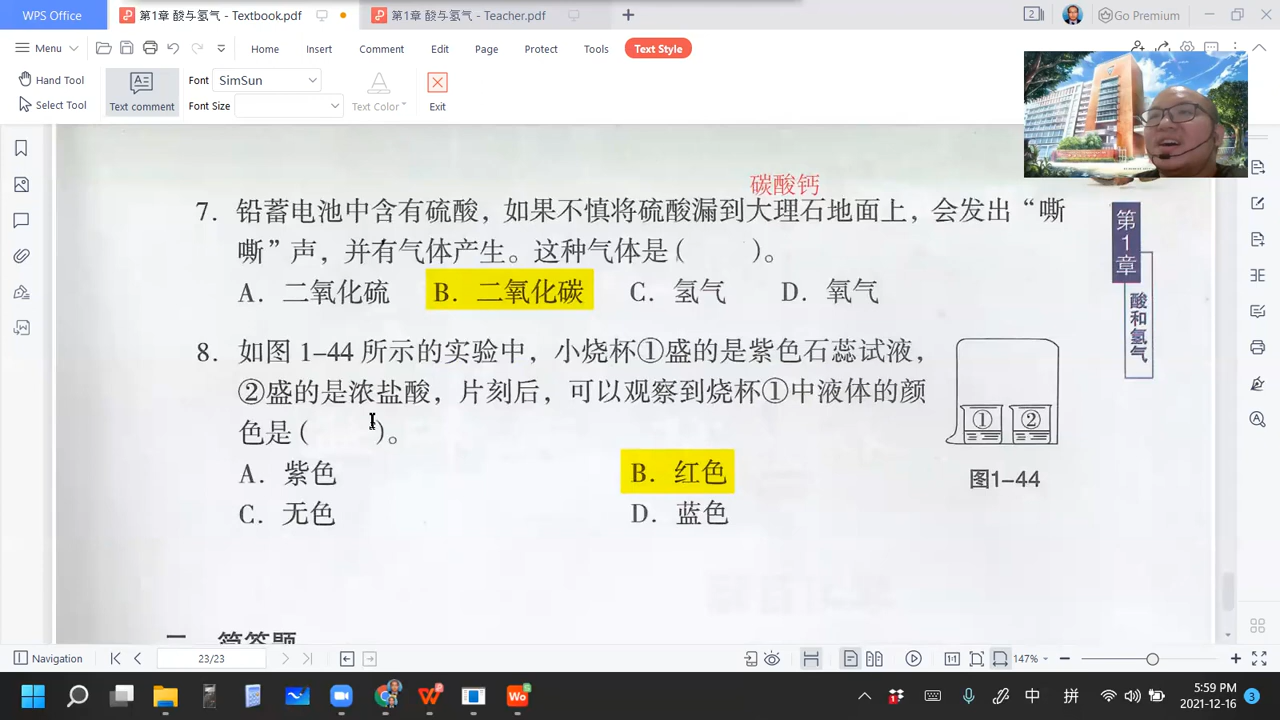 WPS Office
第1章 酸与氢气 - Textbook.pdf
第1章 酸与氢气 - Teacher.pdf
2
Go Premium
Menu
Home
Insert
Comment
Edit
Page
Protect
Tools
Text Style
Hand Tool
Select Tool
Text comment
Font
SimSun
Font Size
Text Color
Exit
碳酸钙
7. 铅蓄电池中含有硫酸，如果不慎将硫酸漏到大理石地面上，会发出“嘶
嘶”声，并有气体产生。这种气体是(      )。
A. 二氧化硫 B. 二氧化碳 C. 氢气 D. 氧气
8. 如图 1-44 所示的实验中，小烧杯①盛的是紫色石蕊试液，
②盛的是浓盐酸，片刻后，可以观察到烧杯①中液体的颜
色是(      )。
A. 紫色 B. 红色
C. 无色 D. 蓝色
① ②
图1-44
第1章
酸和氢气
二 简答题
Navigation
23/23
147%
中
拼
5:59 PM
2021-12-16
3